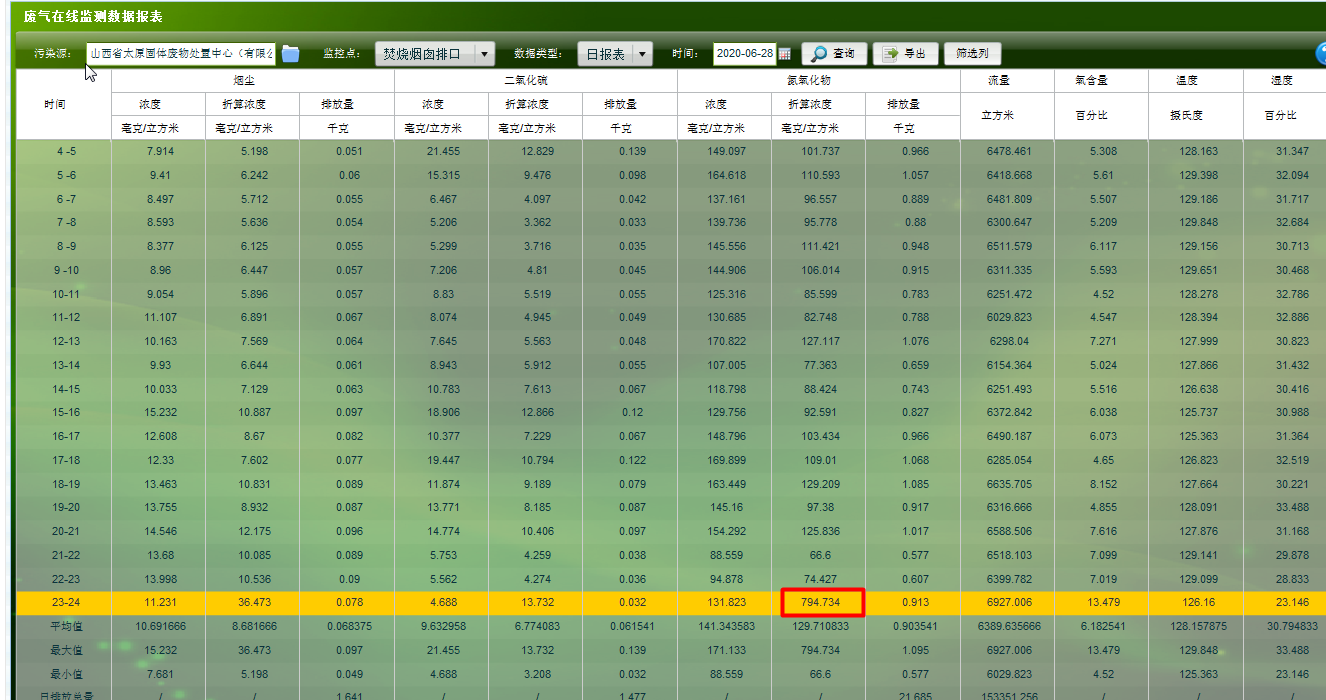 废气在线监测数据报表
污染源： 山西省太原固体废物处置中心（有限公 监控点： 焚烧烟囱排口 数据类型： 日报表 时间： 2020-06-28 查询 导出 筛选列
时间 烟尘 二氧化硫 氮氧化物 流量 氧含量 温度 湿度
浓度 折算浓度 排放量 浓度 折算浓度 排放量 浓度 折算浓度 排放量 立方米 百分比 摄氏度 百分比
毫克/立方米 毫克/立方米 千克 毫克/立方米 毫克/立方米 千克 毫克/立方米 毫克/立方米 千克
4 -5 7.914 5.198 0.051 21.455 12.829 0.139 149.097 101.737 0.966 6478.461 5.308 128.163 31.347
5 -6 9.41 6.242 0.06 15.315 9.476 0.098 164.618 110.593 1.057 6418.668 5.61 129.398 32.094
6 -7 8.497 5.712 0.055 6.467 4.097 0.042 137.161 96.557 0.889 6481.809 5.507 129.186 31.717
7 -8 8.593 5.636 0.054 5.206 3.362 0.033 139.736 95.778 0.88 6300.647 5.209 129.848 32.684
8 -9 8.377 6.125 0.055 5.299 3.716 0.035 145.556 111.421 0.948 6511.579 6.117 129.156 30.713
9 -10 8.96 6.447 0.057 7.206 4.81 0.045 144.906 106.014 0.915 6311.335 5.593 129.651 30.468
10-11 9.054 5.896 0.057 8.83 5.519 0.055 125.316 85.599 0.783 6251.472 4.52 128.278 32.786
11-12 11.107 6.891 0.067 8.074 4.945 0.049 130.685 82.748 0.788 6029.823 4.547 128.394 32.886
12-13 10.163 7.569 0.064 7.645 5.563 0.048 170.822 127.117 1.076 6298.04 7.271 127.999 30.823
13-14 9.93 6.644 0.061 8.943 5.912 0.055 107.005 77.363 0.659 6154.364 5.024 127.866 31.432
14-15 10.033 7.129 0.063 10.783 7.613 0.067 118.798 88.424 0.743 6251.493 5.516 126.638 30.416
15-16 15.232 10.887 0.097 18.906 12.866 0.12 129.756 92.591 0.827 6372.842 6.038 125.737 30.988
16-17 12.608 8.67 0.082 10.377 7.229 0.067 148.796 103.434 0.966 6490.187 6.073 125.363 31.364
17-18 12.33 7.602 0.077 19.447 10.794 0.122 169.899 109.01 1.068 6285.054 4.65 126.823 32.519
18-19 13.463 10.831 0.089 11.874 9.189 0.079 163.449 129.209 1.085 6635.705 8.152 127.664 30.221
19-20 13.755 8.932 0.087 13.771 8.185 0.087 145.16 97.38 0.917 6316.666 4.855 128.091 33.488
20-21 14.546 12.175 0.096 14.774 10.406 0.097 154.292 125.836 1.017 6588.506 7.616 127.876 31.168
21-22 13.68 10.085 0.089 5.753 4.259 0.038 88.559 66.6 0.577 6518.103 7.099 129.141 29.878
22-23 13.998 10.536 0.09 5.562 4.274 0.036 94.878 74.427 0.607 6399.782 7.019 129.099 28.833
23-24 11.231 36.473 0.078 4.688 13.732 0.032 131.823 794.734 0.913 6927.006 13.479 126.16 23.146
平均值 10.691666 8.681666 0.068375 9.632958 6.774083 0.061541 141.343583 129.710833 0.903541 6389.635666 6.182541 128.157875 30.794833
最大值 15.232 36.473 0.097 21.455 13.732 0.139 171.133 794.734 1.095 6927.006 13.479 129.848 33.488
最小值 7.681 5.198 0.049 4.688 3.208 0.032 88.559 66.6 0.577 6029.823 4.52 125.363 23.146
日排放总量 / / 1.641 / / 1.477 / / 21.685 153351.256 / / /